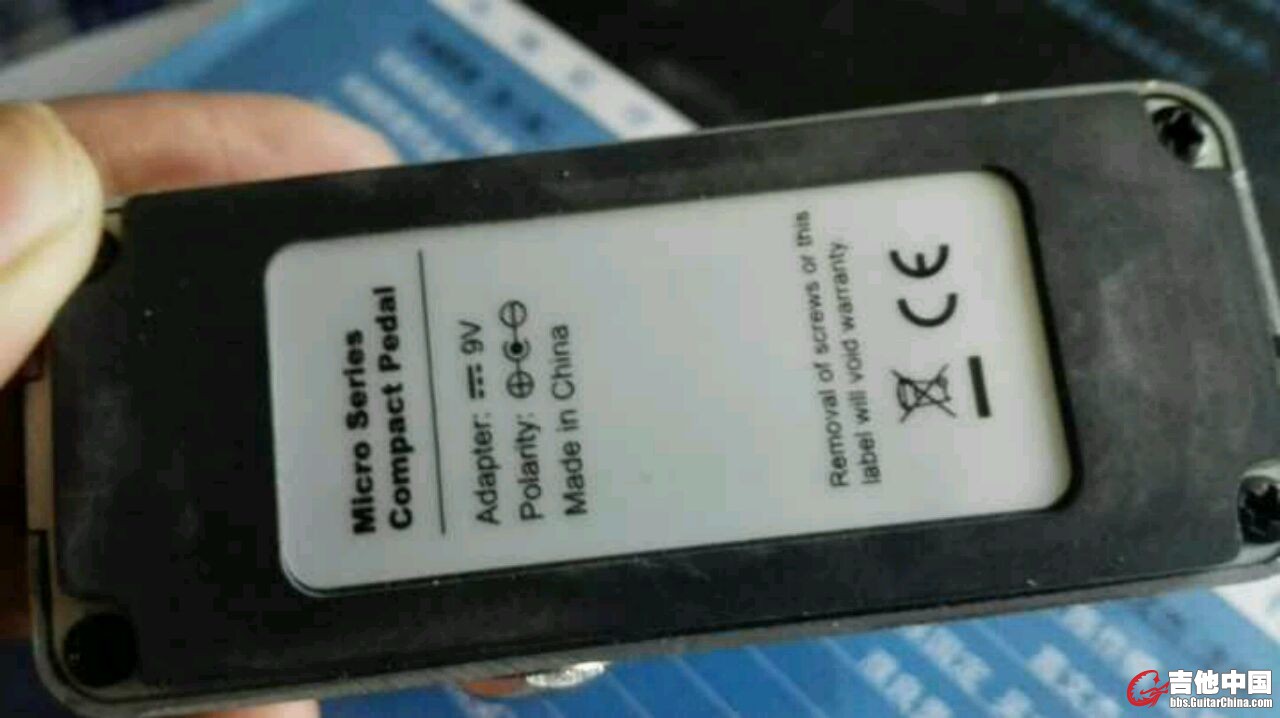 Micro Series
Compact Pedal
Adapter: 9V
Polarity:
Made in China
Removal of screws or this
label will void warranty
CE
吉他中国
bbs.GuitarChina.com